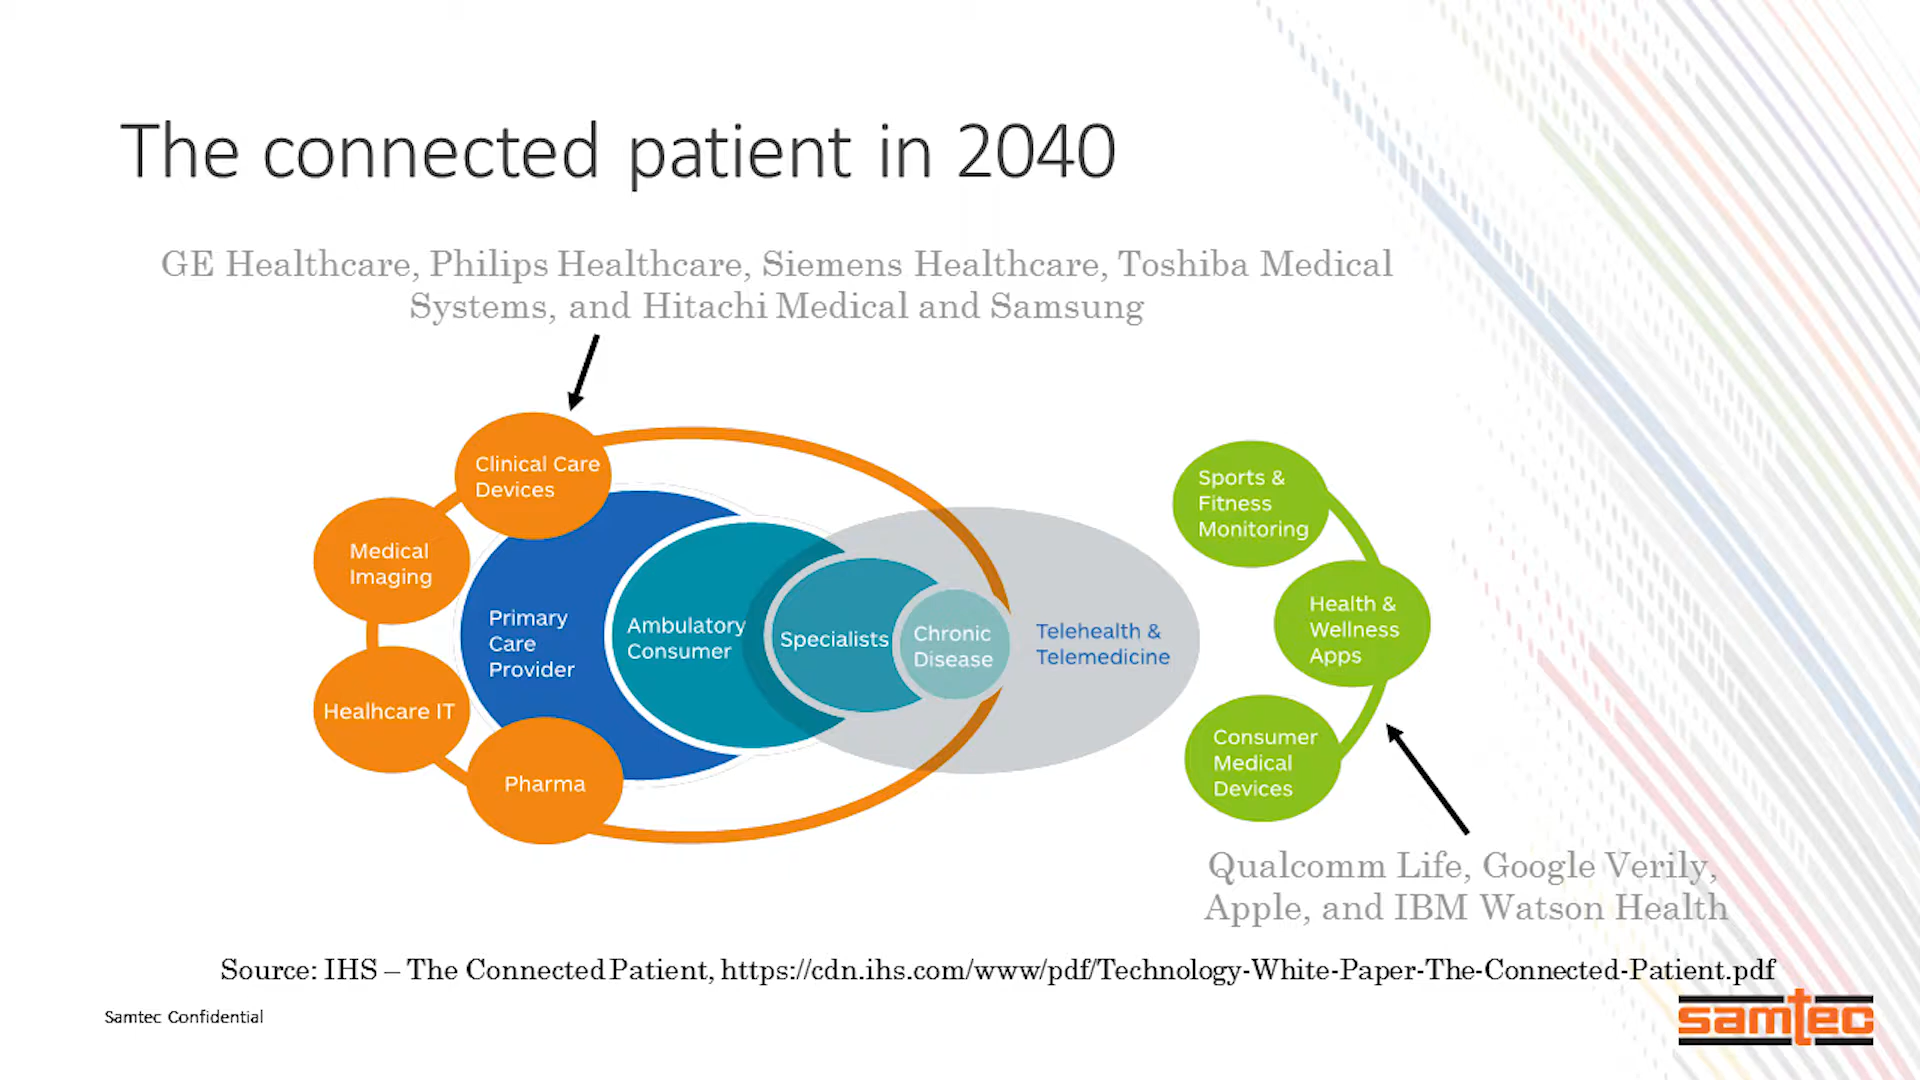 The connected patient in 2040
GE Healthcare, Philips Healthcare, Siemens Healthcare, Toshiba Medical
Systems, and Hitachi Medical and Samsung
Clinical Care
Devices
Medical
Imaging
Healhcare IT
Pharma
Primary
Care
Provider
Ambulatory
Consumer
Specialists
Chronic
Disease
Telehealth &
Telemedicine
Sports &
Fitness
Monitoring
Health &
Wellness
Apps
Consumer
Medical
Devices
Qualcomm Life, Google Verily,
Apple, and IBM Watson Health
Source: IHS – The Connected Patient, https://cdn.ihs.com/www/pdf/Technology-White-Paper-The-Connected-Patient.pdf
Samtec Confidential
samtec